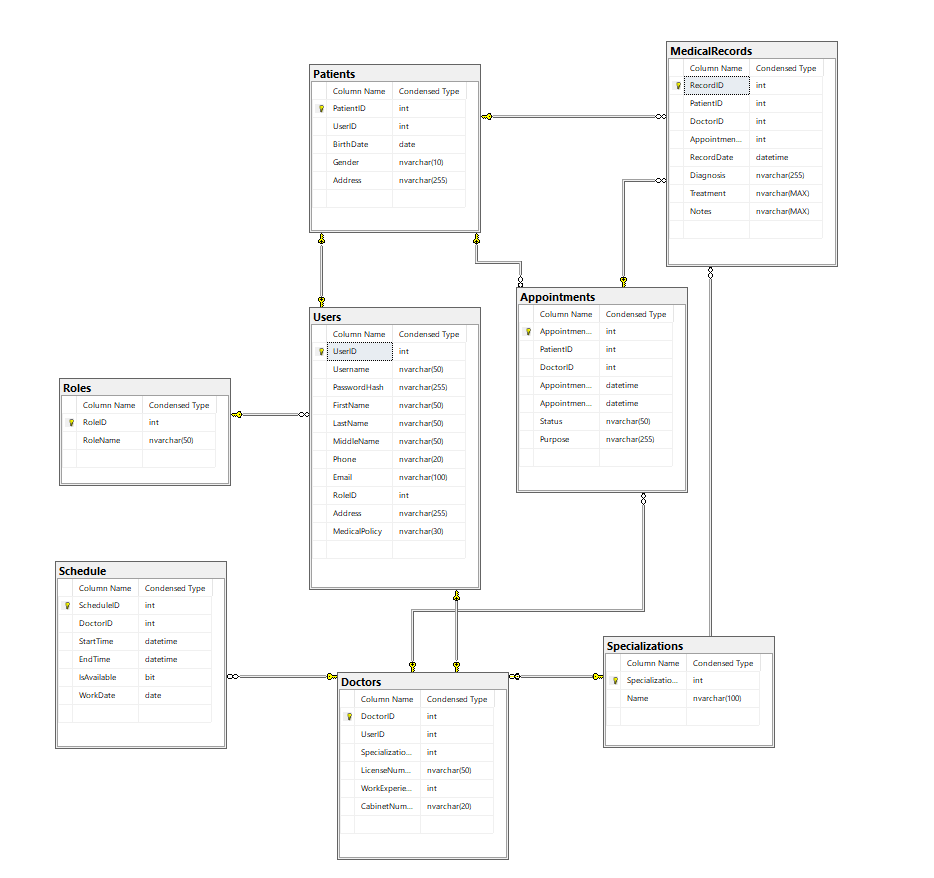 MedicalRecords
Column Name Condensed Type
RecordID int
PatientID int
DoctorID int
Appointmen... int
RecordDate datetime
Diagnosis nvarchar(255)
Treatment nvarchar(MAX)
Notes nvarchar(MAX)
Patients
Column Name Condensed Type
PatientID int
UserID int
BirthDate date
Gender nvarchar(10)
Address nvarchar(255)
Appointments
Column Name Condensed Type
Appointmen... int
PatientID int
DoctorID int
Appointmen... datetime
Appointmen... datetime
Status nvarchar(50)
Purpose nvarchar(255)
Users
Column Name Condensed Type
UserID int
Username nvarchar(50)
PasswordHash nvarchar(255)
FirstName nvarchar(50)
LastName nvarchar(50)
MiddleName nvarchar(50)
Phone nvarchar(20)
Email nvarchar(100)
RoleID int
Address nvarchar(255)
MedicalPolicy nvarchar(30)
Roles
Column Name Condensed Type
RoleID int
RoleName nvarchar(50)
Schedule
Column Name Condensed Type
ScheduleID int
DoctorID int
StartTime datetime
EndTime datetime
IsAvailable bit
WorkDate date
Specializations
Column Name Condensed Type
Specializatio... int
Name nvarchar(100)
Doctors
Column Name Condensed Type
DoctorID int
UserID int
Specializatio... int
LicenseNum... nvarchar(50)
WorkExperie... int
CabinetNum... nvarchar(20)